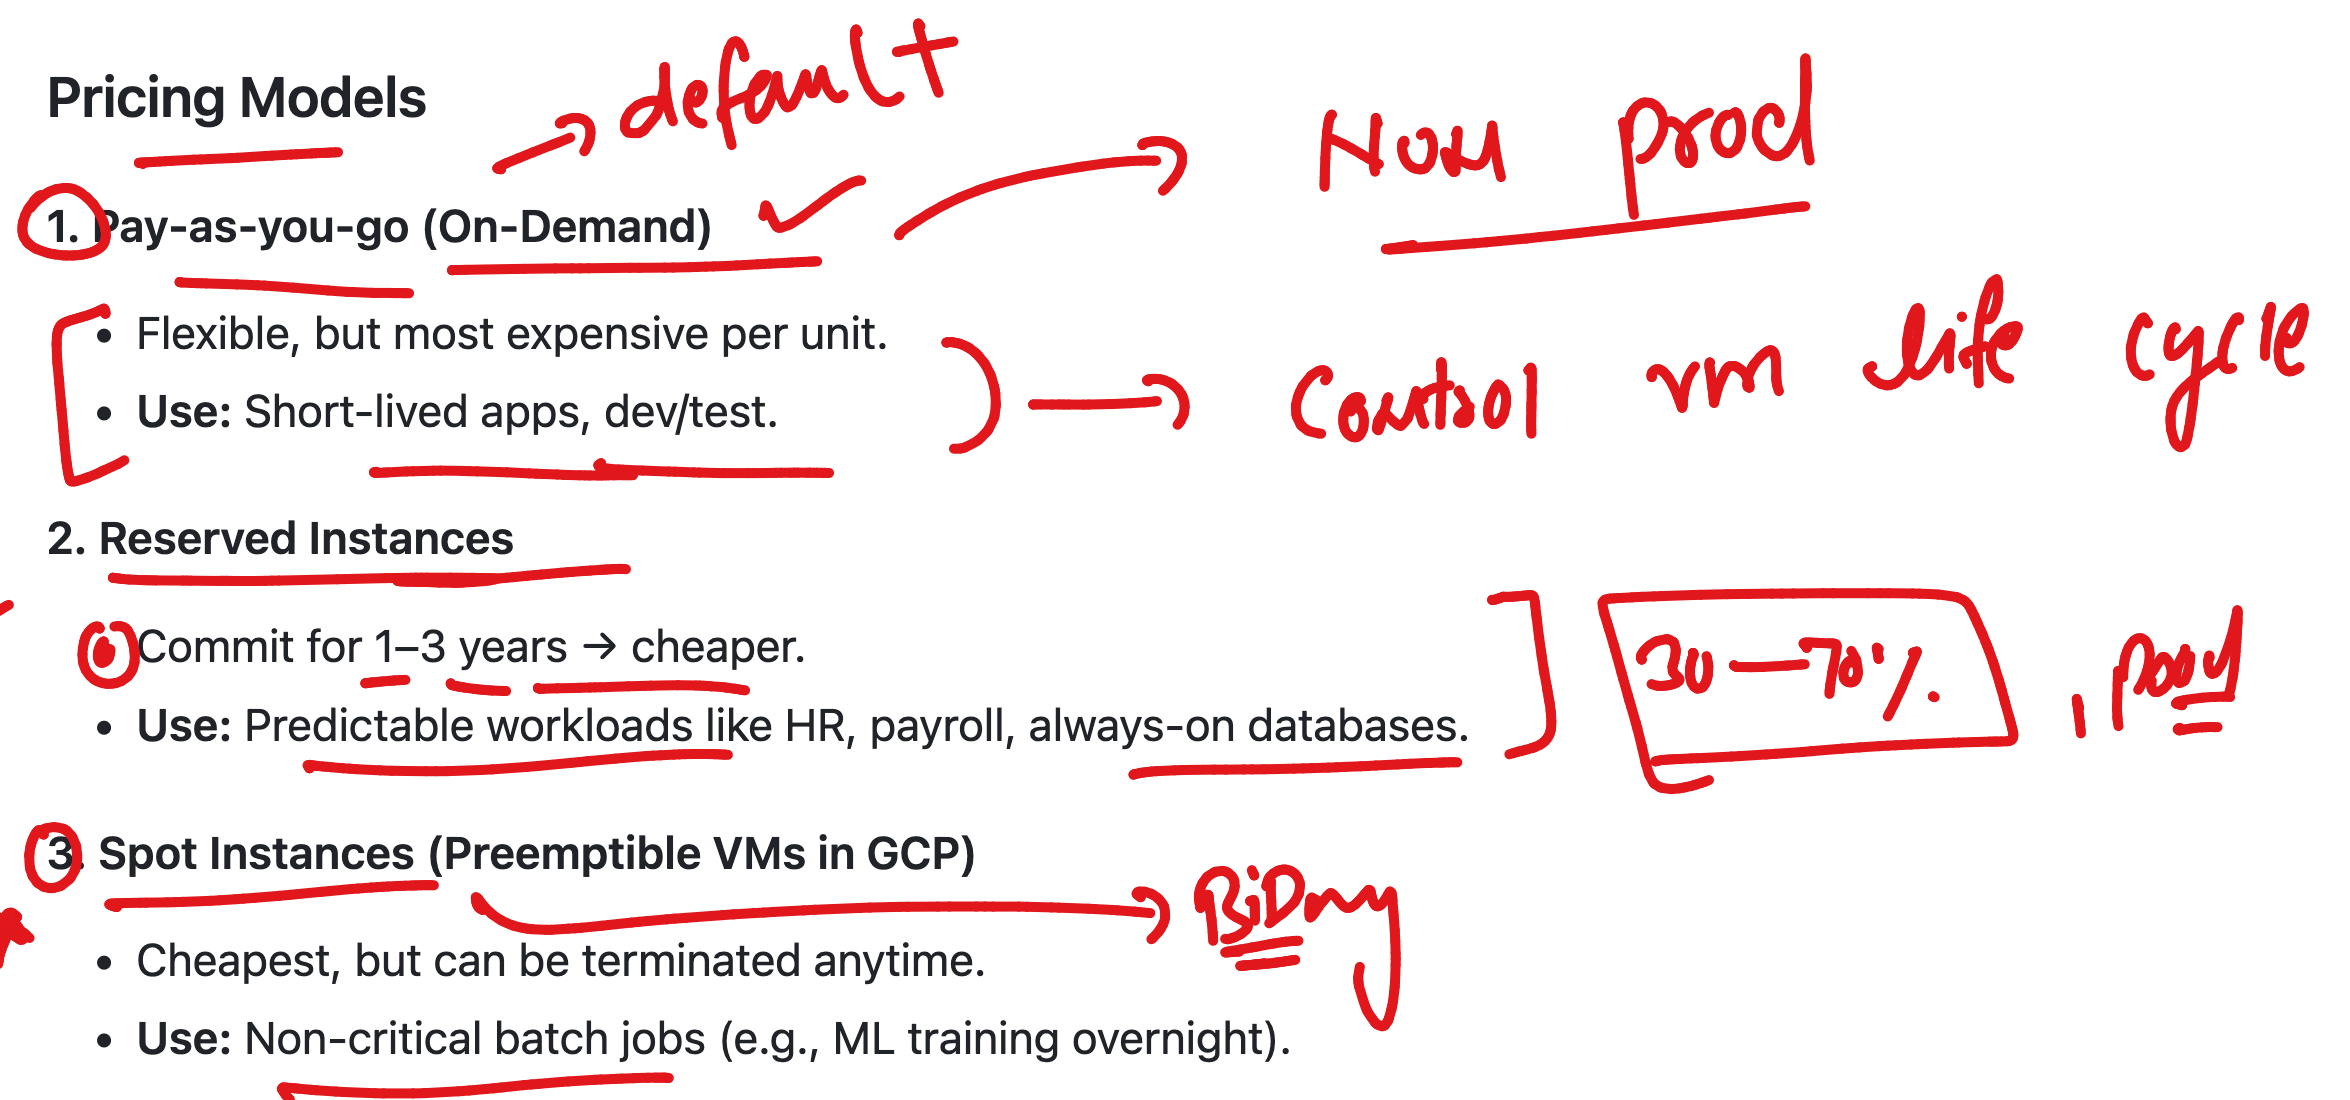 Pricing Models
default
1. Pay-as-you-go (On-Demand)
Non prod
• Flexible, but most expensive per unit.
• Use: Short-lived apps, dev/test.
Control vm life cycle
2. Reserved Instances
• Commit for 1–3 years → cheaper.
• Use: Predictable workloads like HR, payroll, always-on databases.
30—70%
, prod
3. Spot Instances (Preemptible VMs in GCP)
• Cheapest, but can be terminated anytime.
• Use: Non-critical batch jobs (e.g., ML training overnight).